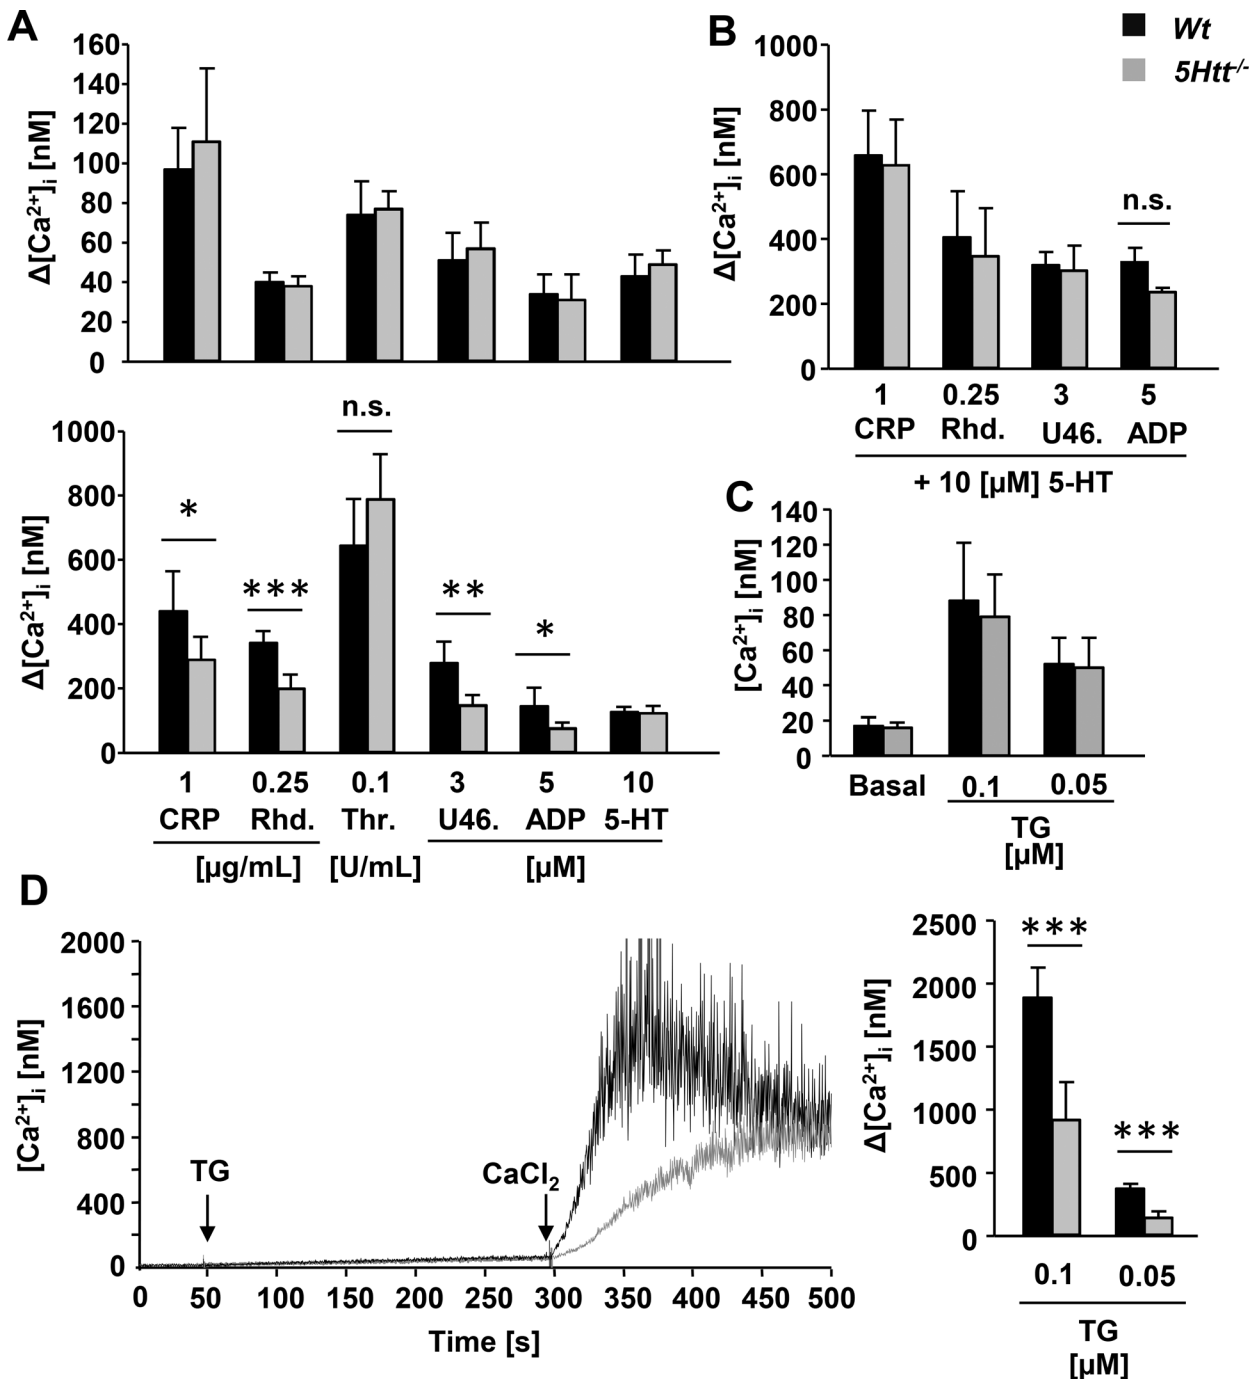 A
160
140
120
100
80
60
40
20
0
Δ[Ca²⁺]ᵢ [nM]
n.s.
1000
800
600
400
200
0
Δ[Ca²⁺]ᵢ [nM]
*
***
**
*
1 0.25 0.1 3 5 10
CRP Rhd. Thr. U46. ADP 5-HT
[µg/mL] [U/mL] [µM]
B
Wt
5Htt⁻/⁻
1000
800
600
400
200
0
Δ[Ca²⁺]ᵢ [nM]
n.s.
1 0.25 3 5
CRP Rhd. U46. ADP
+ 10 [µM] 5-HT
C
140
120
100
80
60
40
20
0
[Ca²⁺]ᵢ [nM]
Basal 0.1 0.05
TG
[µM]
D
2000
1600
1200
800
400
0
[Ca²⁺]ᵢ [nM]
TG
CaCl₂
0 50 100 150 200 250 300 350 400 450 500
Time [s]
2500
2000
1500
1000
500
0
Δ[Ca²⁺]ᵢ [nM]
***
***
0.1 0.05
TG
[µM]